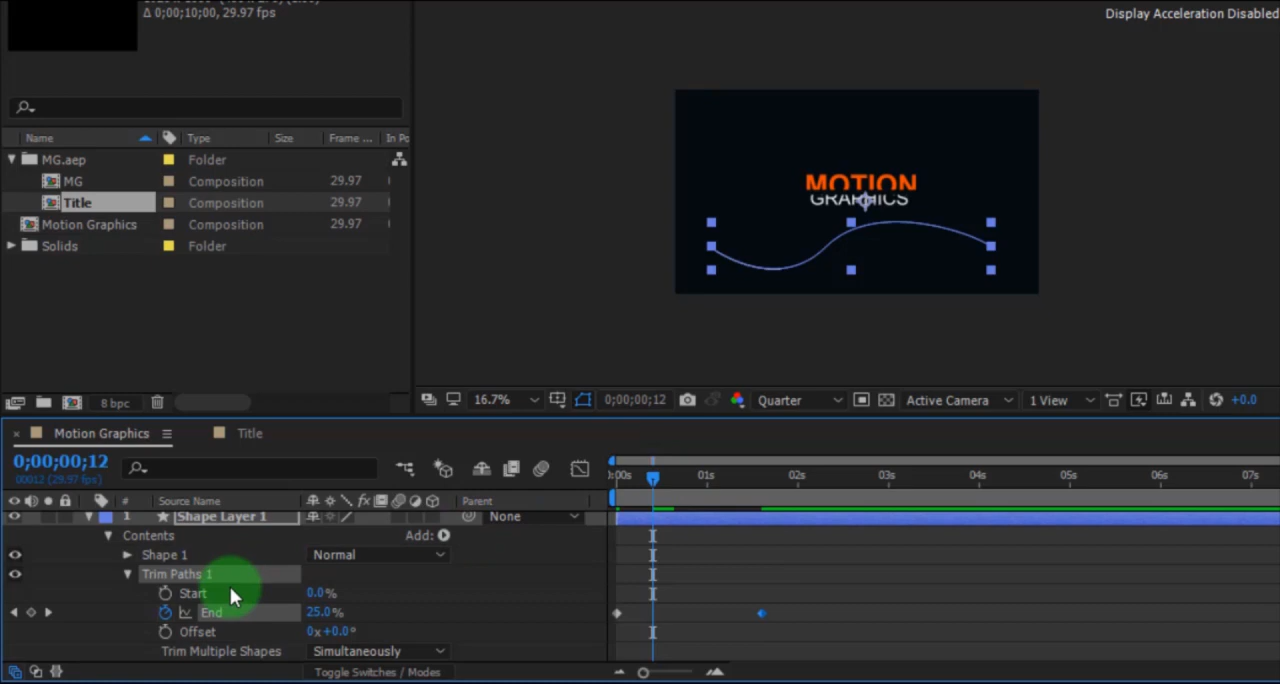 Δ 0;00;10;00, 29.97 fps
Display Acceleration Disabled
MOTION
GRAPHICS
Name Type Size Frame ... In Po
MG.aep Folder
MG Composition 29.97
Title Composition 29.97
Motion Graphics Composition 29.97
Solids Folder
8 bpc
16.7% 0;00;00;12 Quarter Active Camera 1 View +0.0
Motion Graphics Title
0;00;00;12
00012 (29.97 fps)
:00s 01s 02s 03s 04s 05s 06s 07s
# Source Name fx Parent
1 Shape Layer 1 None
Contents Add:
Shape 1 Normal
Trim Paths 1
Start 0.0%
End 25.0%
Offset 0x+0.0°
Trim Multiple Shapes Simultaneously
Toggle Switches / Modes